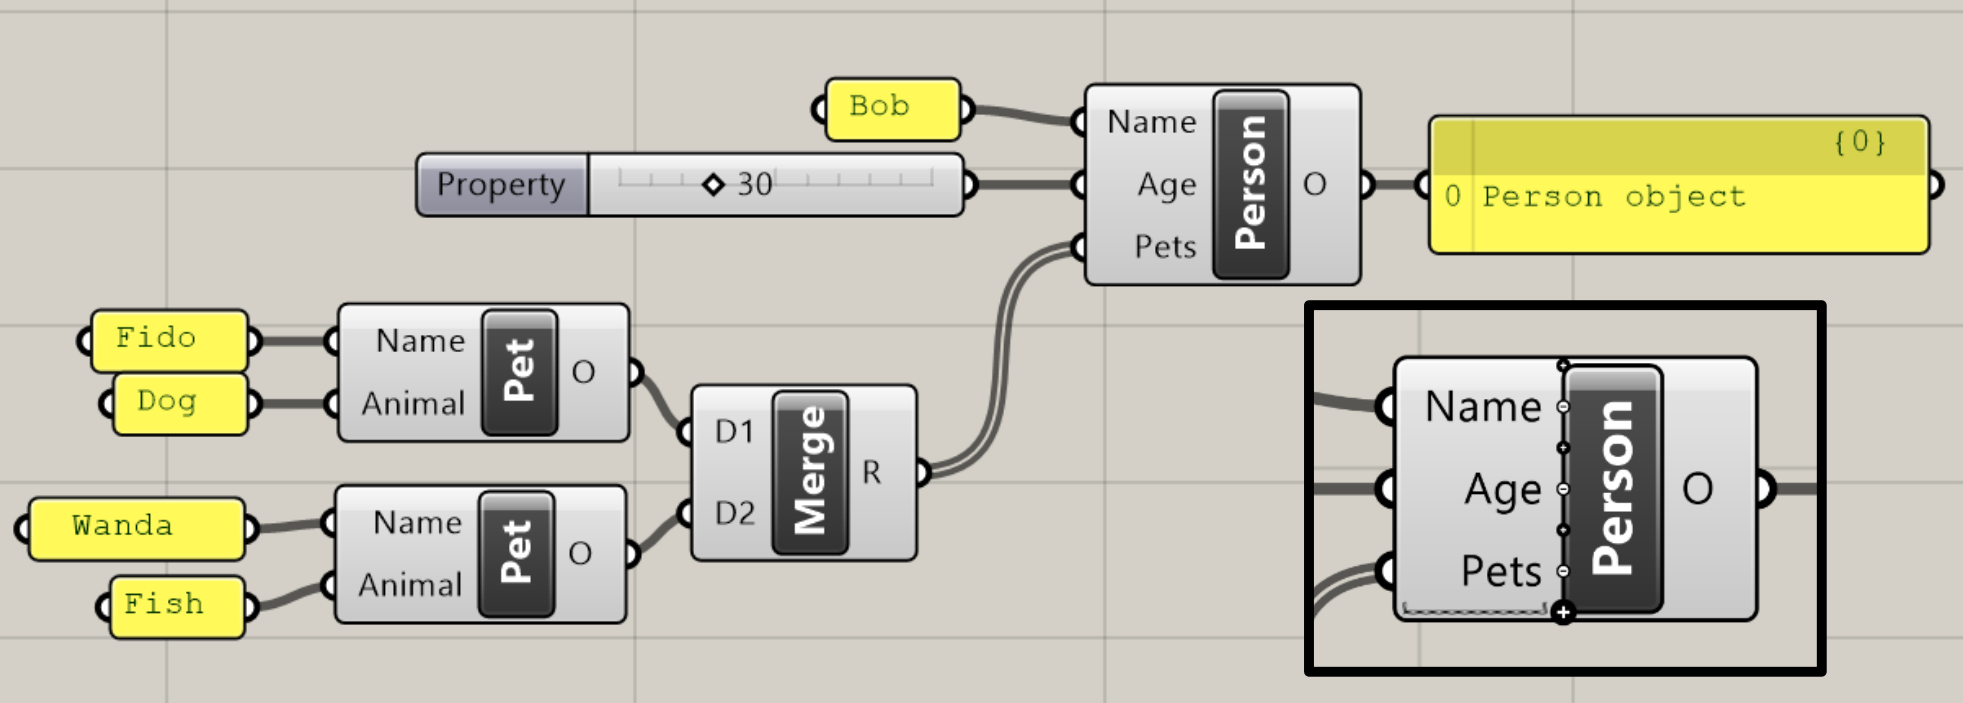 Bob
Property
30
Name
Age
Pets
Person
O
{0}
0 Person object
Fido
Dog
Name
Animal
Pet
O
Wanda
Fish
Name
Animal
Pet
O
D1
D2
Merge
R
Name
Age
Pets
Person
O